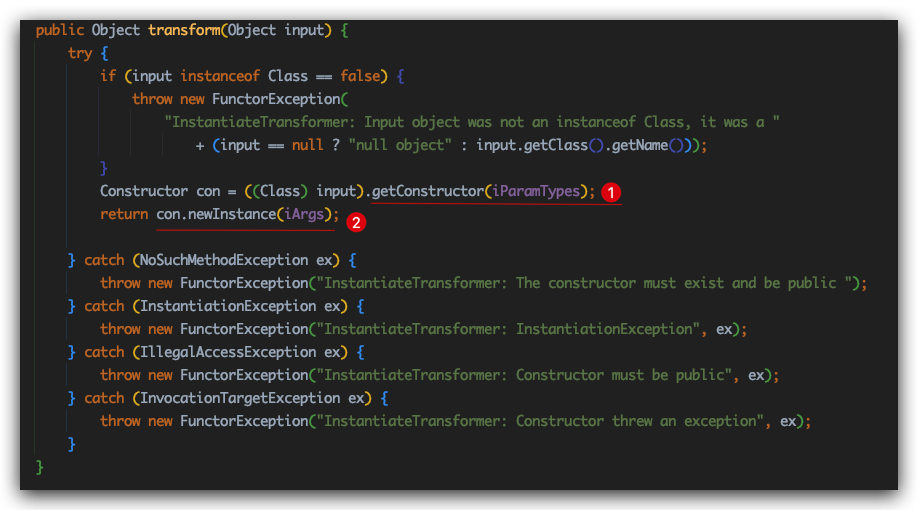 public Object transform(Object input) {
try {
if (input instanceof Class == false) {
throw new FunctorException(
"InstantiateTransformer: Input object was not an instanceof Class, it was a "
+ (input == null ? "null object" : input.getClass().getName()));
}
Constructor con = ((Class) input).getConstructor(iParamTypes); 1
return con.newInstance(iArgs); 2
} catch (NoSuchMethodException ex) {
throw new FunctorException("InstantiateTransformer: The constructor must exist and be public ");
} catch (InstantiationException ex) {
throw new FunctorException("InstantiateTransformer: InstantiationException", ex);
} catch (IllegalAccessException ex) {
throw new FunctorException("InstantiateTransformer: Constructor must be public", ex);
} catch (InvocationTargetException ex) {
throw new FunctorException("InstantiateTransformer: Constructor threw an exception", ex);
}
}